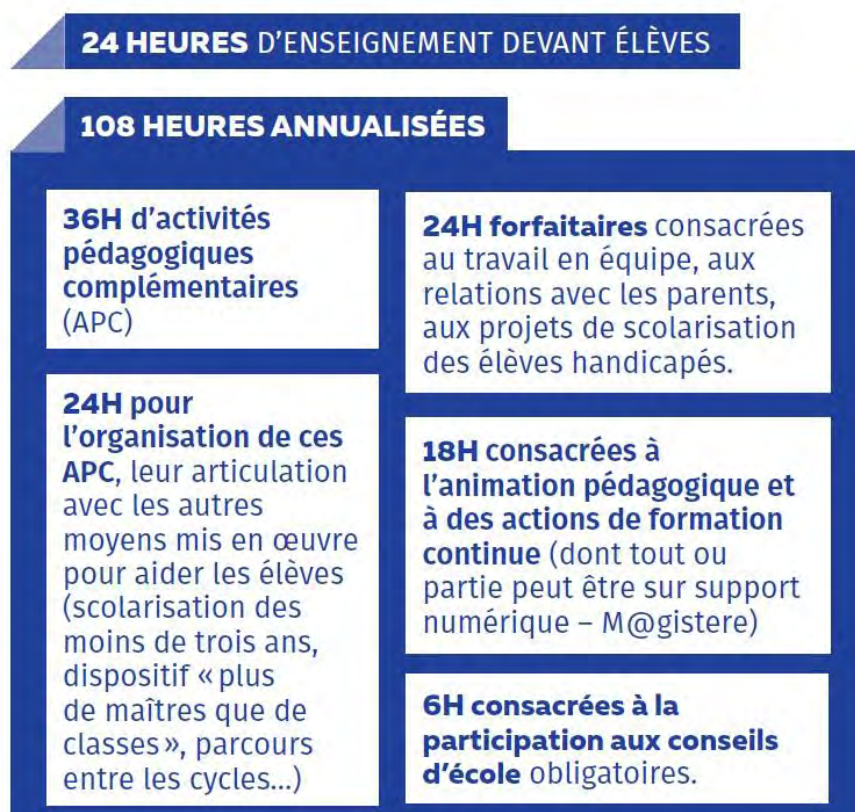 24 HEURES D'ENSEIGNEMENT DEVANT ÉLÈVES
108 HEURES ANNUALISÉES
36H d'activités
pédagogiques
complémentaires
(APC)
24H pour
l'organisation de ces
APC, leur articulation
avec les autres
moyens mis en œuvre
pour aider les élèves
(scolarisation des
moins de trois ans,
dispositif « plus
de maîtres que de
classes », parcours
entre les cycles...)
24H forfaitaires consacrées
au travail en équipe, aux
relations avec les parents,
aux projets de scolarisation
des élèves handicapés.
18H consacrées à
l'animation pédagogique et
à des actions de formation
continue (dont tout ou
partie peut être sur support
numérique – M@gistere)
6H consacrées à la
participation aux conseils
d'école obligatoires.